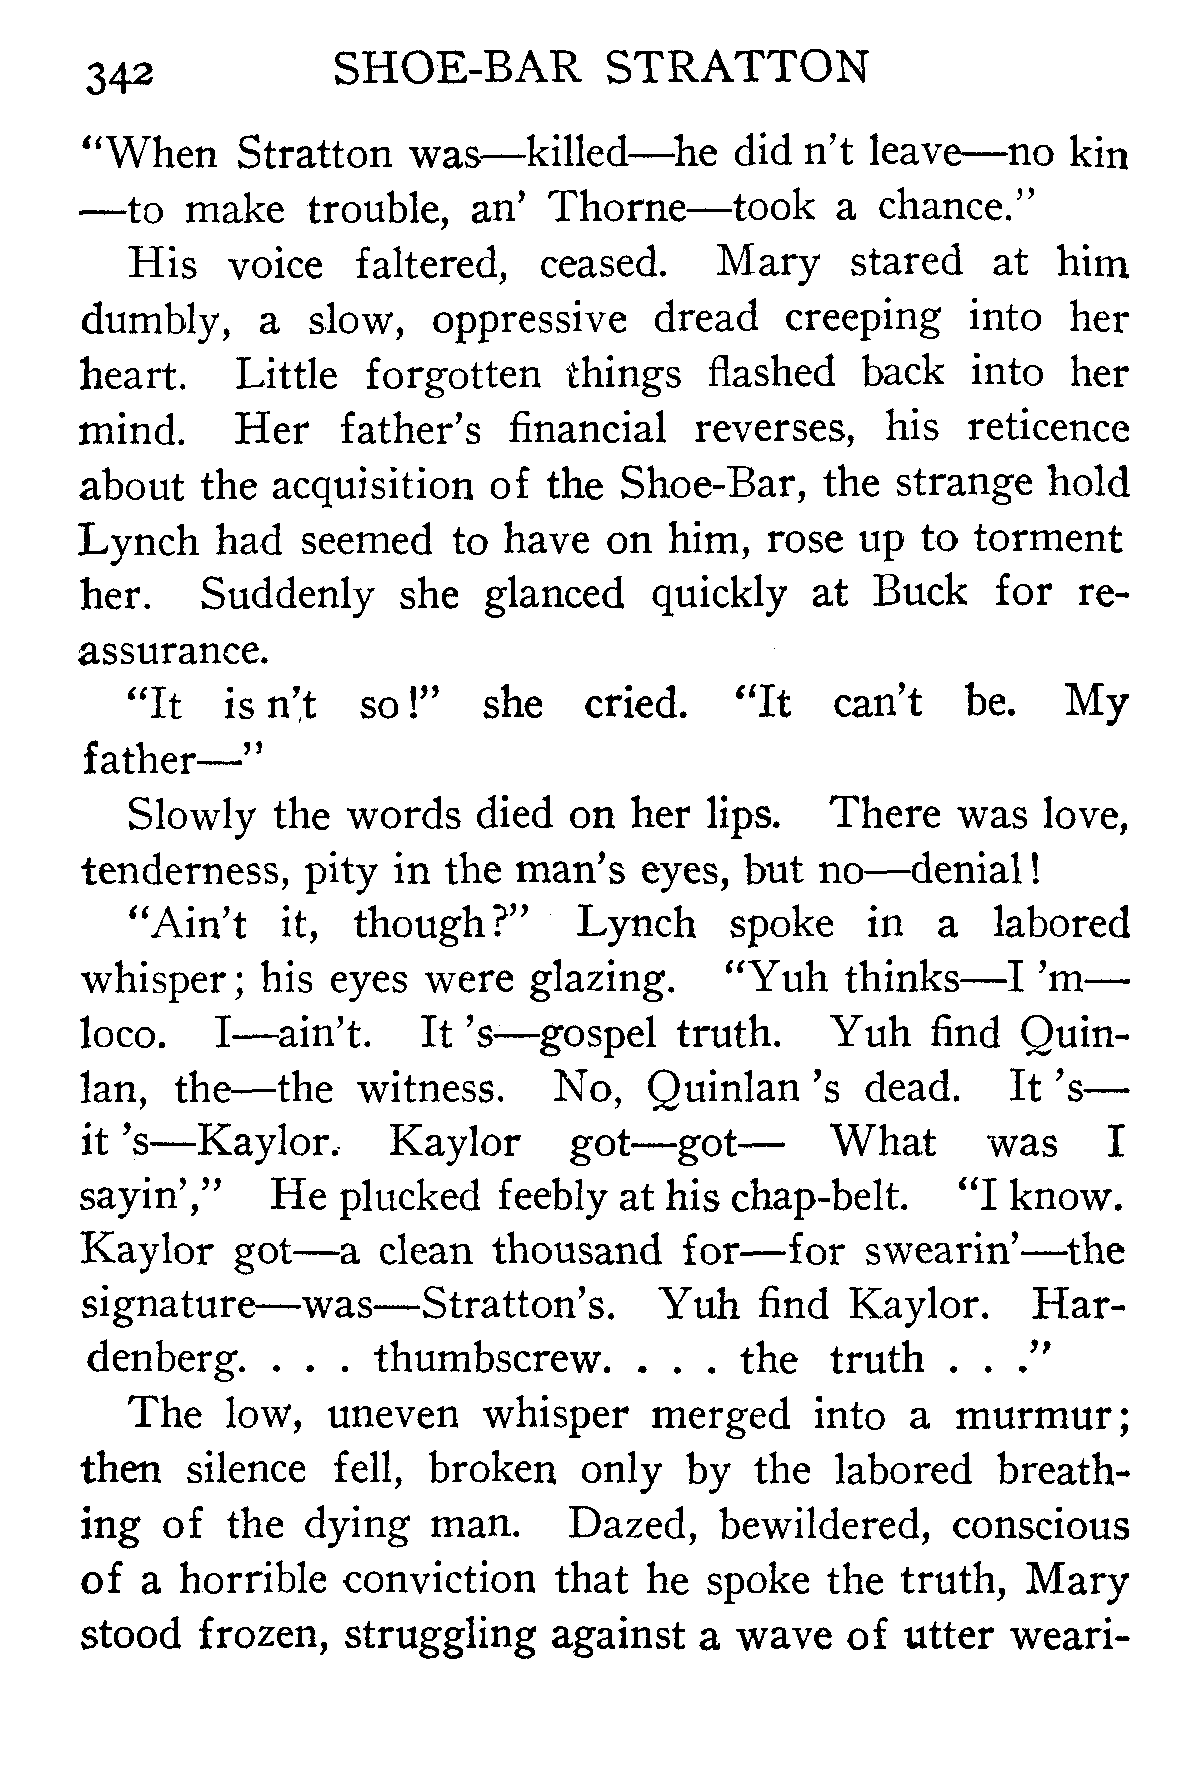 342 SHOE-BAR STRATTON
“When Stratton was—killed—he did n’t leave—no kin
—to make trouble, an’ Thorne—took a chance.”
His voice faltered, ceased. Mary stared at him
dumbly, a slow, oppressive dread creeping into her
heart. Little forgotten things flashed back into her
mind. Her father’s financial reverses, his reticence
about the acquisition of the Shoe-Bar, the strange hold
Lynch had seemed to have on him, rose up to torment
her. Suddenly she glanced quickly at Buck for re-
assurance.
“It is n’t so!” she cried. “It can’t be. My
father—”
Slowly the words died on her lips. There was love,
tenderness, pity in the man’s eyes, but no—denial!
“Ain’t it, though?” Lynch spoke in a labored
whisper; his eyes were glazing. “Yuh thinks—I ’m—
loco. I—ain’t. It ’s—gospel truth. Yuh find Quin-
lan, the—the witness. No, Quinlan ’s dead. It ’s—
it ’s—Kaylor. Kaylor got—got— What was I
sayin’,” He plucked feebly at his chap-belt. “I know.
Kaylor got—a clean thousand for—for swearin’—the
signature—was—Stratton’s. Yuh find Kaylor. Har-
denberg. . . . thumbscrew. . . . the truth . . .”
The low, uneven whisper merged into a murmur;
then silence fell, broken only by the labored breath-
ing of the dying man. Dazed, bewildered, conscious
of a horrible conviction that he spoke the truth, Mary
stood frozen, struggling against a wave of utter weari-